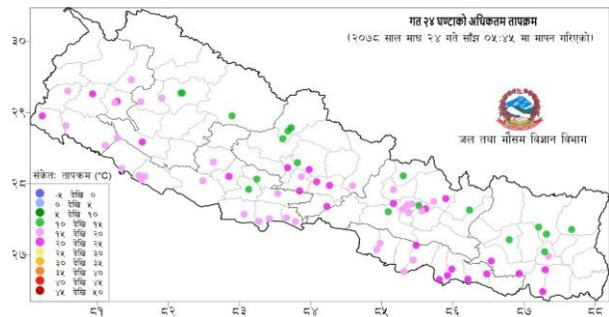 गत २४ घण्टाको अधिकतम तापक्रम
(२०७८ साल माघ २४ गते साँझ ०५:४५ मा मापन गरिएको)
जल तथा मौसम विज्ञान विभाग
३०
२९
२८
२७
संकेतः तापक्रम (°C)
-५ देखि ०
० देखि ५
५ देखि १०
१० देखि १५
१५ देखि २०
२० देखि २५
२५ देखि ३०
३० देखि ३५
३५ देखि ४०
४० देखि ४५
४५ देखि ५०
८१ ८२ ८३ ८४ ८५ ८६ ८७ ८८